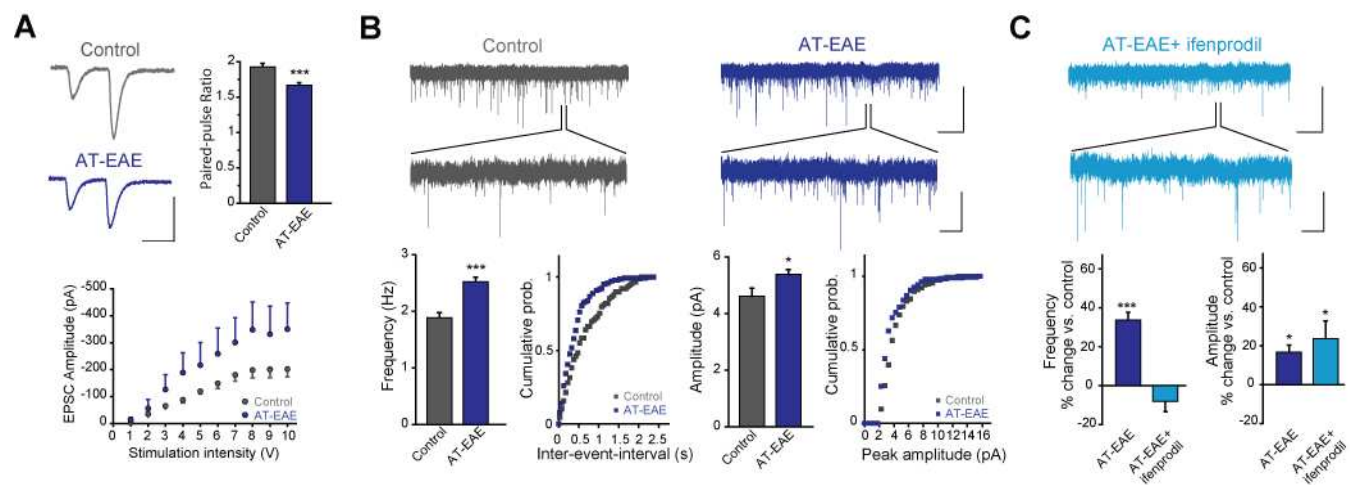 A
Control
AT-EAE
Paired-pulse Ratio
2
1.5
1
0.5
0
***
Control
AT-EAE
EPSC Amplitude (pA)
-500
-400
-300
-200
-100
0
0 1 2 3 4 5 6 7 8 9 10
Stimulation intensity (V)
Control
AT-EAE
B
Control
AT-EAE
Frequency (Hz)
3
2
1
0
***
Control
AT-EAE
Cumulative prob.
1
0.5
0
0 0.5 1 1.5 2 2.5
Inter-event-interval (s)
Control
AT-EAE
Amplitude (pA)
6
4
2
0
*
Control
AT-EAE
Cumulative prob.
1
0.5
0
0 2 4 6 8 10 12 14 16
Peak amplitude (pA)
Control
AT-EAE
C
AT-EAE+ ifenprodil
Frequency
% change vs. control
60
40
20
0
-20
***
AT-EAE
AT-EAE+
ifenprodil
Amplitude
% change vs. control
60
40
20
0
-20
*
*
AT-EAE
AT-EAE+
ifenprodil